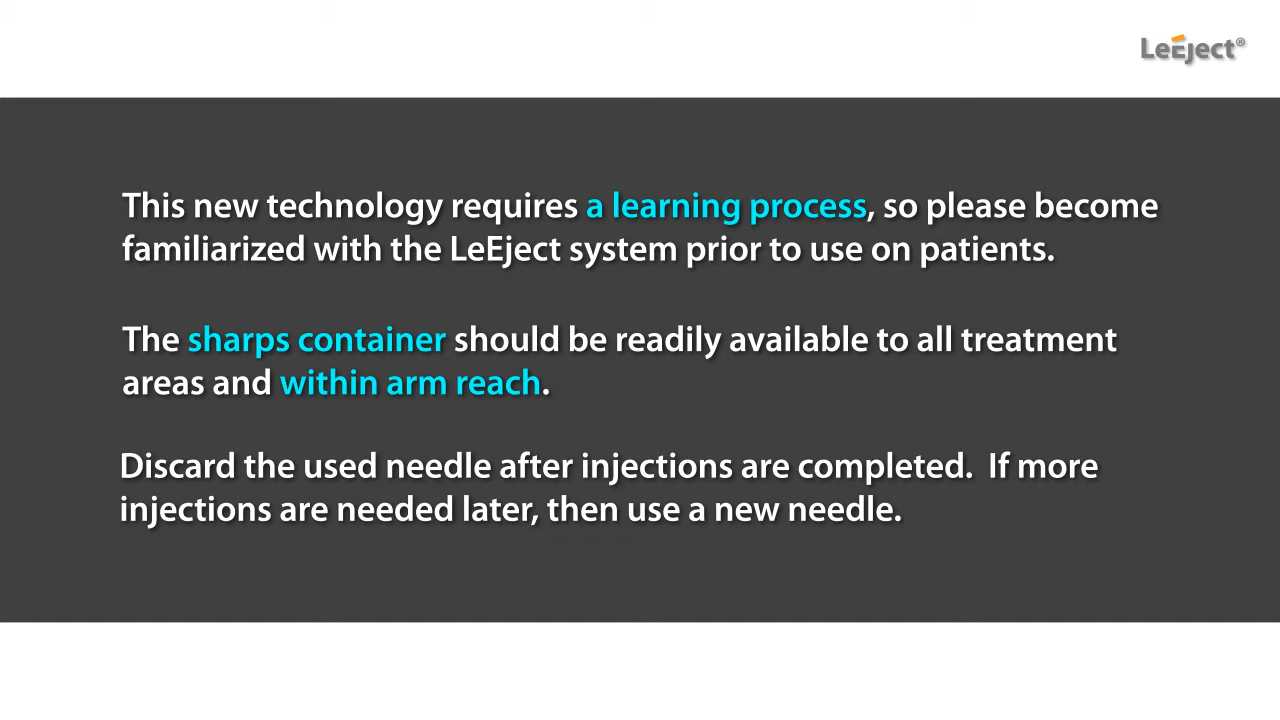 LeEject®
This new technology requires a learning process, so please become
familiarized with the LeEject system prior to use on patients.
The sharps container should be readily available to all treatment
areas and within arm reach.
Discard the used needle after injections are completed.  If more
injections are needed later, then use a new needle.